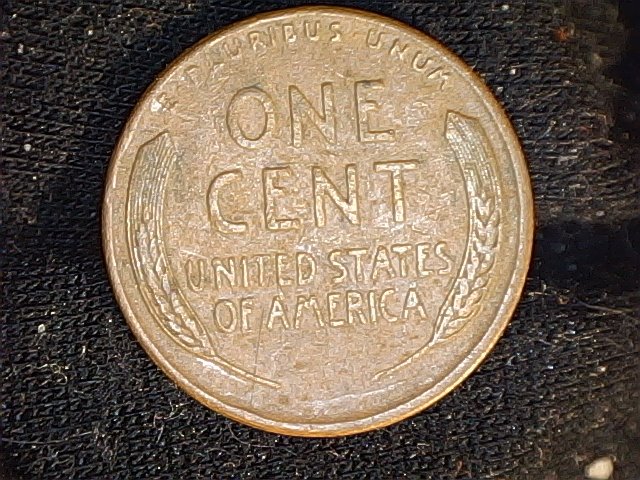 E PLURIBUS UNUM
ONE
CENT
UNITED STATES
OF AMERICA